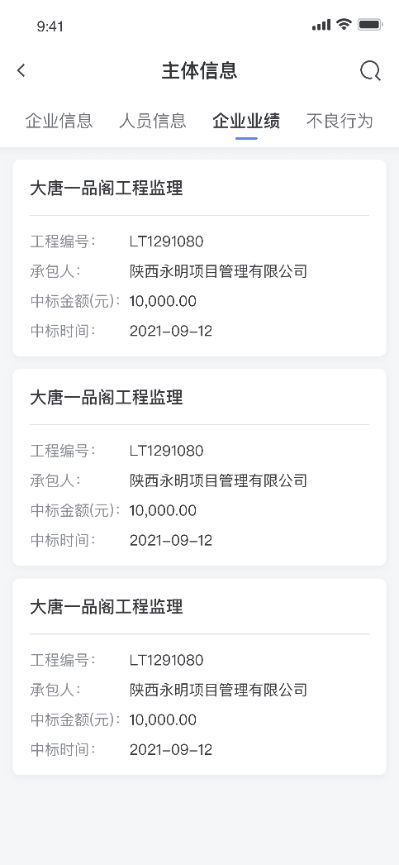 9:41
主体信息
企业信息 人员信息 企业业绩 不良行为
大唐一品阁工程监理
工程编号： LT1291080
承包人： 陕西永明项目管理有限公司
中标金额(元)： 10,000.00
中标时间： 2021-09-12
大唐一品阁工程监理
工程编号： LT1291080
承包人： 陕西永明项目管理有限公司
中标金额(元)： 10,000.00
中标时间： 2021-09-12
大唐一品阁工程监理
工程编号： LT1291080
承包人： 陕西永明项目管理有限公司
中标金额(元)： 10,000.00
中标时间： 2021-09-12